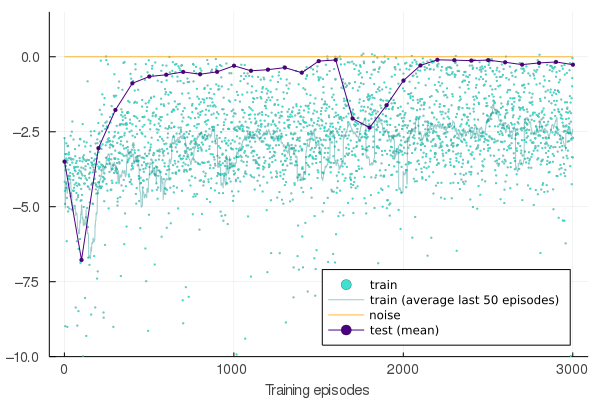 0.0
−2.5
−5.0
−7.5
−10.0
0 1000 2000 3000
Training episodes
train
train (average last 50 episodes)
noise
test (mean)